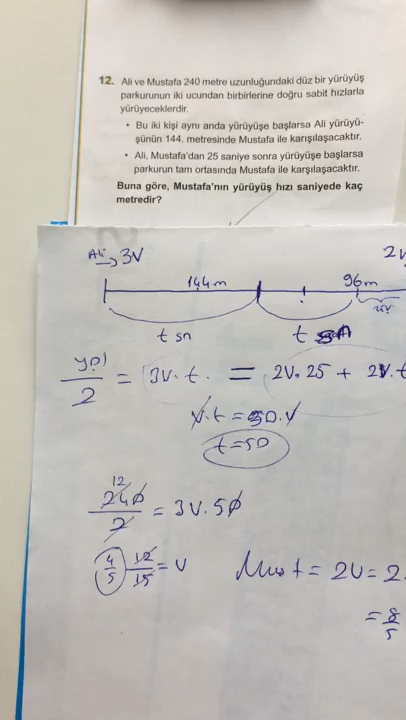 12. Ali ve Mustafa 240 metre uzunluğundaki düz bir yürüyüş
parkurunun iki ucundan birbirlerine doğru sabit hızlarla
yürüyeceklerdir.
• Bu iki kişi aynı anda yürüyüşe başlarsa Ali yürüyü-
şünün 144. metresinde Mustafa ile karışılaşacaktır.
• Ali, Mustafa'dan 25 saniye sonra yürüyüşe başlarsa
parkurun tam ortasında Mustafa ile karşılaşacaktır.
Buna göre, Mustafa'nın yürüyüş hızı saniyede kaç
metredir?
Ali → 3V 2V
144m 96m
t sn t
yol/2 = 3V.t. = 2V.25 + 2V.t
V.t = 50.V
t=50
12
240/2 = 3V.50
4/5 12/15 = V Must = 2V = 2.
= 8/5